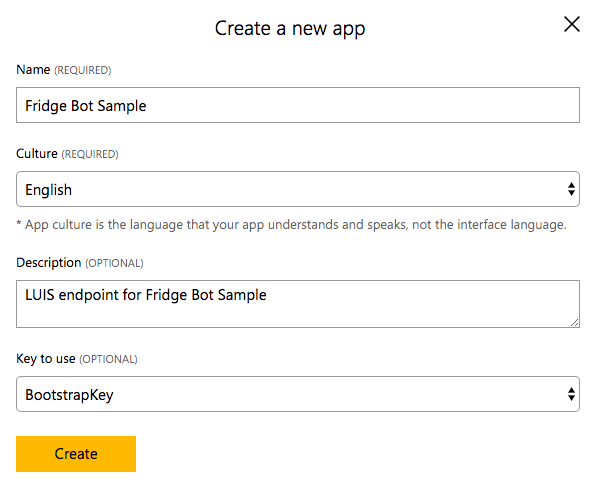 Create a new app
Name (REQUIRED)
Fridge Bot Sample
Culture (REQUIRED)
English
* App culture is the language that your app understands and speaks, not the interface language.
Description (OPTIONAL)
LUIS endpoint for Fridge Bot Sample
Key to use (OPTIONAL)
BootstrapKey
Create